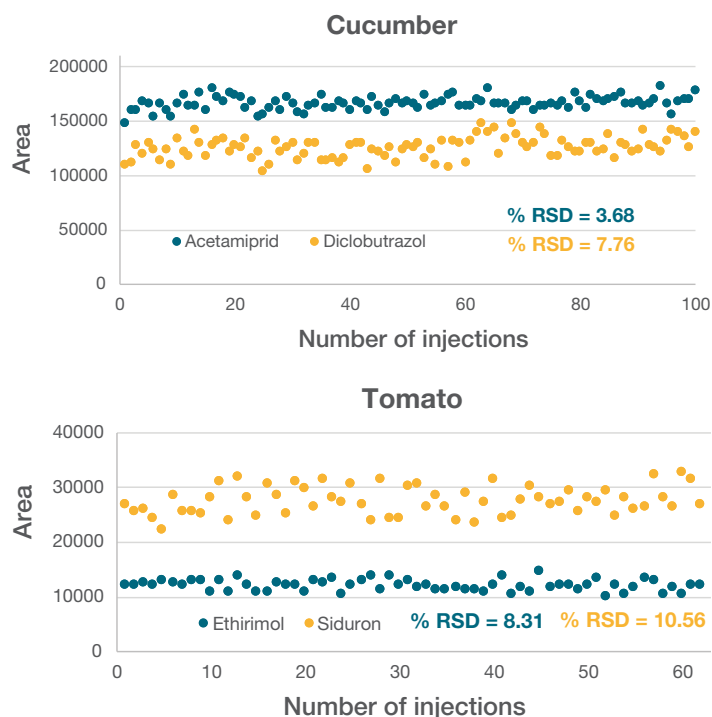 Cucumber
200000
150000
100000
50000
0
Area
% RSD = 3.68
Acetamiprid Diclobutrazol
% RSD = 7.76
0 20 40 60 80 100
Number of injections
Tomato
40000
30000
20000
10000
0
Area
Ethirimol Siduron % RSD = 8.31 % RSD = 10.56
0 10 20 30 40 50 60
Number of injections